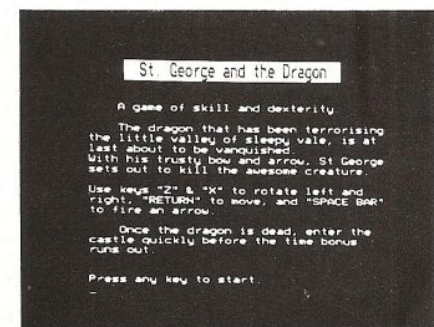 St. George and the Dragon
A game of skill and dexterity.
The dragon that has been terrorising
the little valley of sleepy vale, is at
last about to be vanquished.
With his trusty bow and arrow, St George
sets out to kill the awesome creature.
Use keys "Z" & "X" to rotate left and
right, "RETURN" to move, and "SPACE BAR"
to fire an arrow.
Once the dragon is dead, enter the
castle quickly before the time bonus
runs out.
Press any key to start.